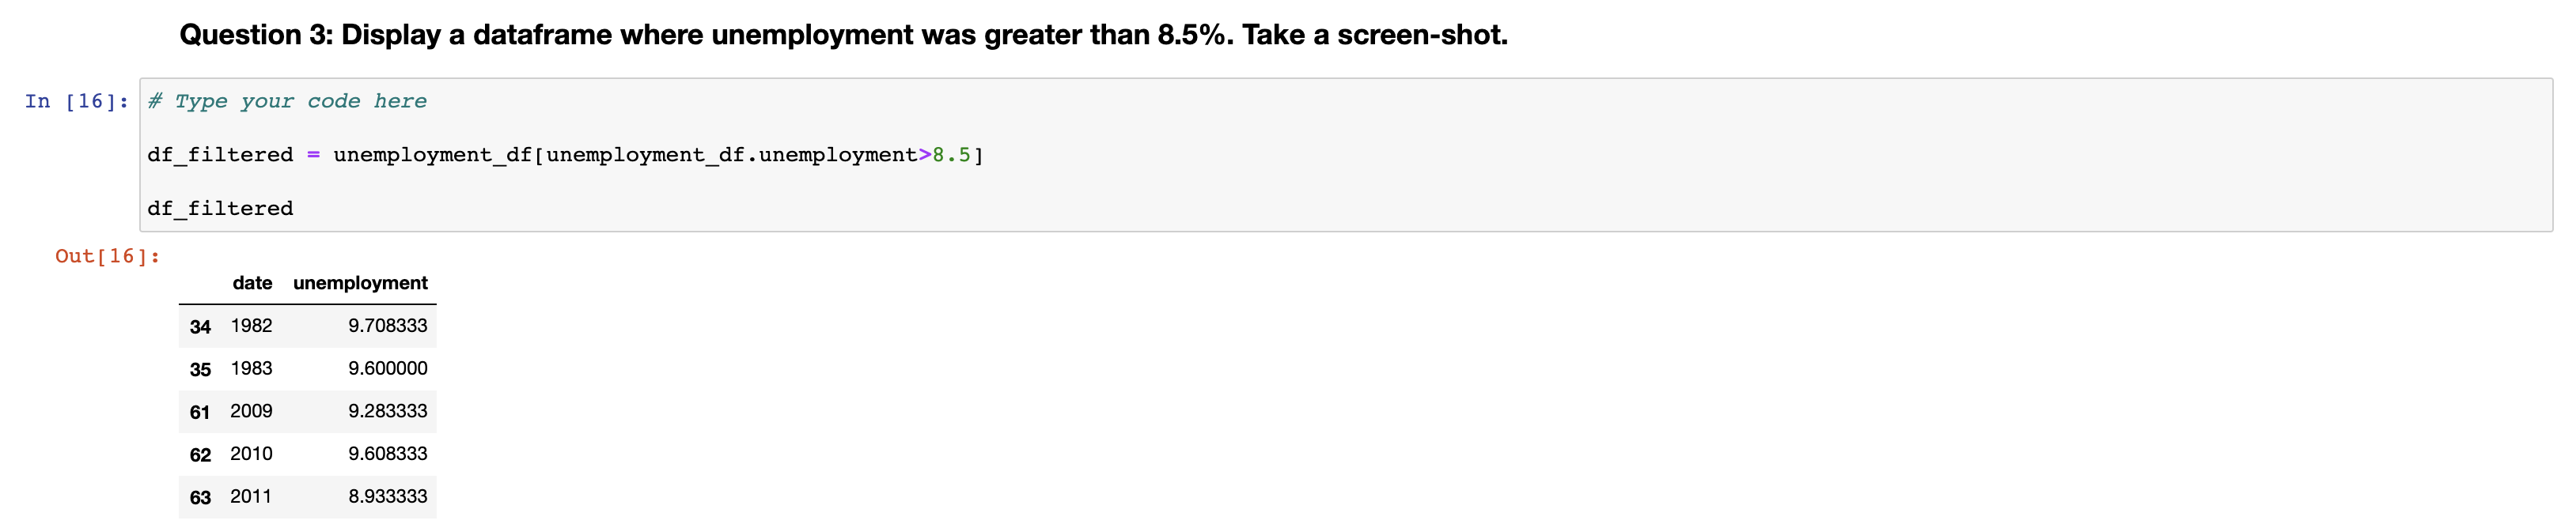 Question 3: Display a dataframe where unemployment was greater than 8.5%. Take a screen-shot.
In [16]: # Type your code here
df_filtered = unemployment_df[unemployment_df.unemployment>8.5]
df_filtered
Out[16]:
date unemployment
34 1982 9.708333
35 1983 9.600000
61 2009 9.283333
62 2010 9.608333
63 2011 8.933333